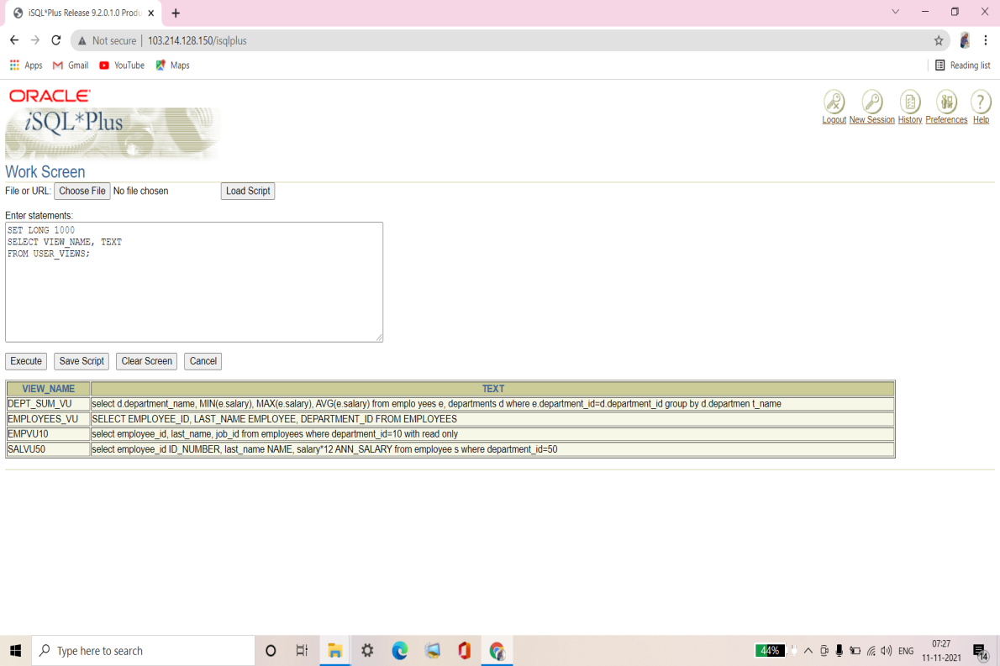 iSQL*Plus Release 9.2.0.1.0 Produ
Not secure | 103.214.128.150/isqlplus
Apps Gmail YouTube Maps Reading list
ORACLE
iSQL*Plus
Logout New Session History Preferences Help
Work Screen
File or URL: Choose File No file chosen Load Script
Enter statements:
SET LONG 1000
SELECT VIEW_NAME, TEXT
FROM USER_VIEWS;
Execute Save Script Clear Screen Cancel
VIEW_NAME TEXT
DEPT_SUM_VU select d.department_name, MIN(e.salary), MAX(e.salary), AVG(e.salary) from emplo yees e, departments d where e.department_id=d.department_id group by d.departmen t_name
EMPLOYEES_VU SELECT EMPLOYEE_ID, LAST_NAME EMPLOYEE, DEPARTMENT_ID FROM EMPLOYEES
EMPVU10 select employee_id, last_name, job_id from employees where department_id=10 with read only
SALVU50 select employee_id ID_NUMBER, last_name NAME, salary*12 ANN_SALARY from employee s where department_id=50
Type here to search
44% ENG 07:27
11-11-2021
14